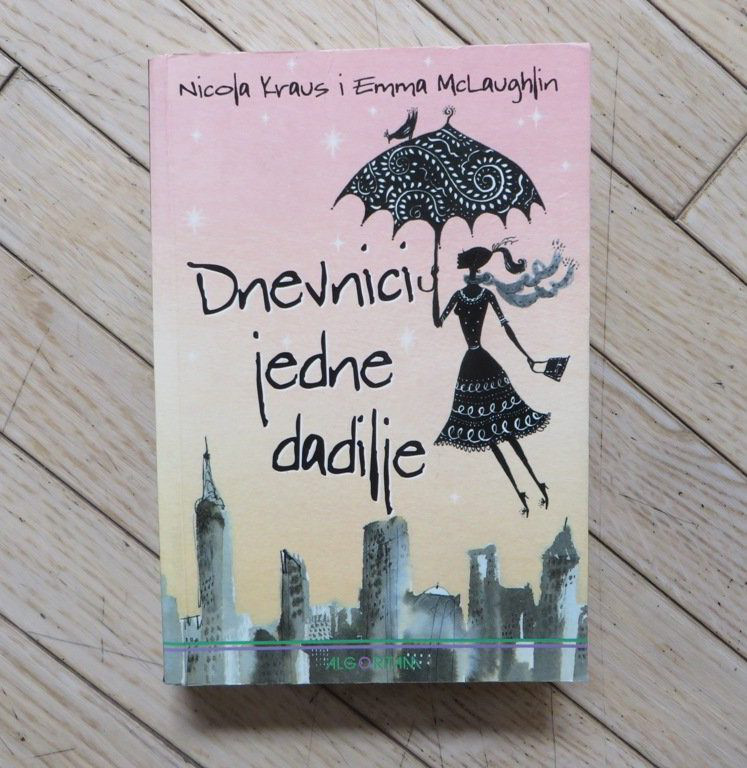 Nicola Kraus i Emma McLaughlin
Dnevnici
jedne
dadilje
ALGORITAM